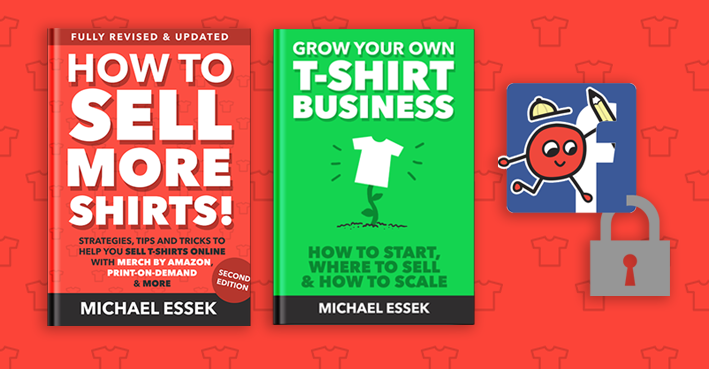 FULLY REVISED & UPDATED
HOW TO
SELL
MORE
SHIRTS!
STRATEGIES, TIPS AND TRICKS TO
HELP YOU SELL T-SHIRTS ONLINE
WITH MERCH BY AMAZON,
PRINT-ON-DEMAND
& MORE
SECOND
EDITION
MICHAEL ESSEK
GROW YOUR OWN
T-SHIRT
BUSINESS
HOW TO START,
WHERE TO SELL
& HOW TO SCALE
MICHAEL ESSEK
f